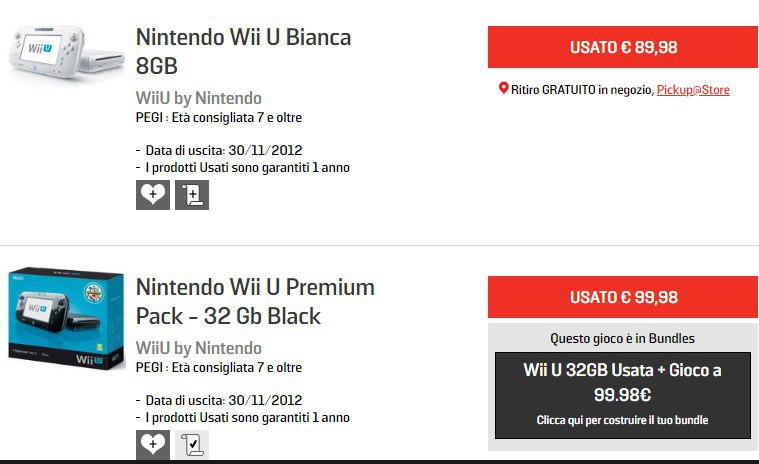 Wii U
Nintendo Wii U Bianca
8GB
WiiU by Nintendo
PEGI : Età consigliata 7 e oltre
- Data di uscita: 30/11/2012
- I prodotti Usati sono garantiti 1 anno
USATO € 89,98
Ritiro GRATUITO in negozio, Pickup@Store
Wii U
PREMIUM PACK
Wii U
Nintendo Wii U Premium
Pack - 32 Gb Black
WiiU by Nintendo
PEGI : Età consigliata 7 e oltre
- Data di uscita: 30/11/2012
- I prodotti Usati sono garantiti 1 anno
USATO € 99,98
Questo gioco è in Bundles
Wii U 32GB Usata + Gioco a
99.98€
Clicca qui per costruire il tuo bundle